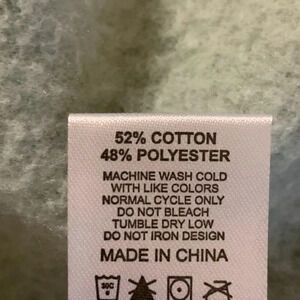 52% COTTON
48% POLYESTER
MACHINE WASH COLD
WITH LIKE COLORS
NORMAL CYCLE ONLY
DO NOT BLEACH
TUMBLE DRY LOW
DO NOT IRON DESIGN
MADE IN CHINA
30C